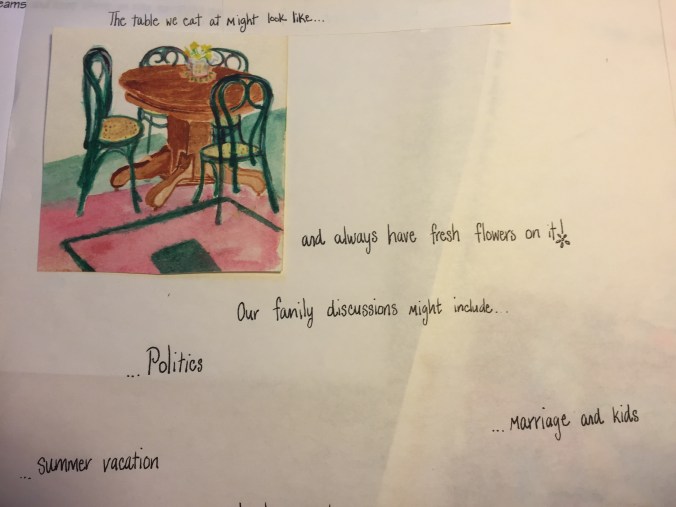 The table we eat at might look like...
and always have fresh flowers on it!
Our family discussions might include...
...Politics
...Marriage and kids
...summer vacation